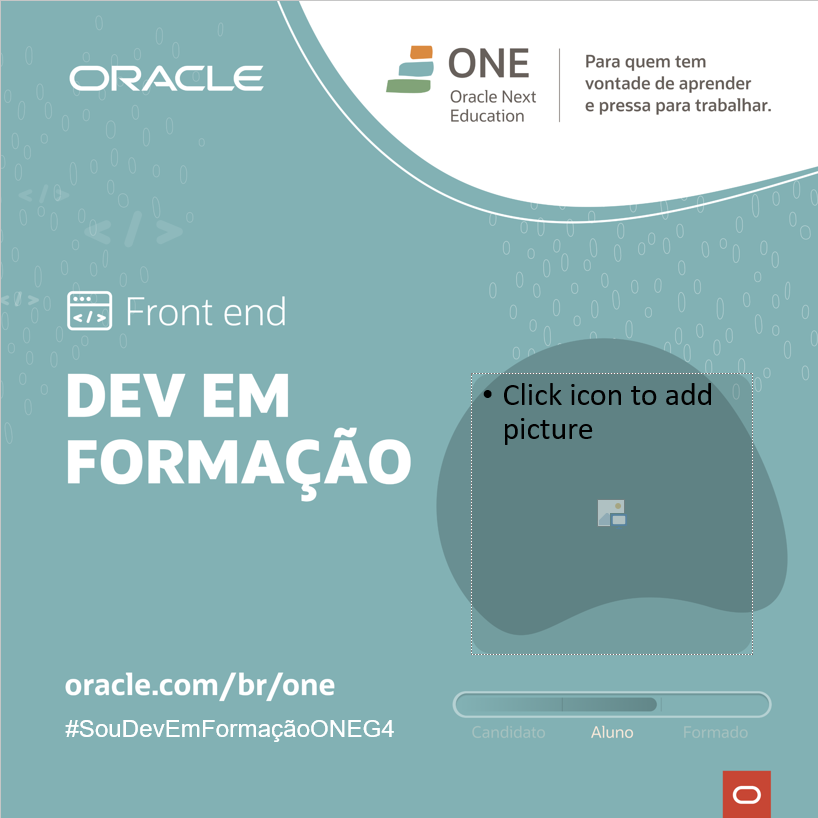 ORACLE
ONE
Oracle Next
Education
Para quem tem
vontade de aprender
e pressa para trabalhar.
</>
</>
</>
</> Front end
DEV EM
FORMAÇÃO
• Click icon to add
picture
oracle.com/br/one
#SouDevEmFormaçãoONEG4
Candidato Aluno Formado